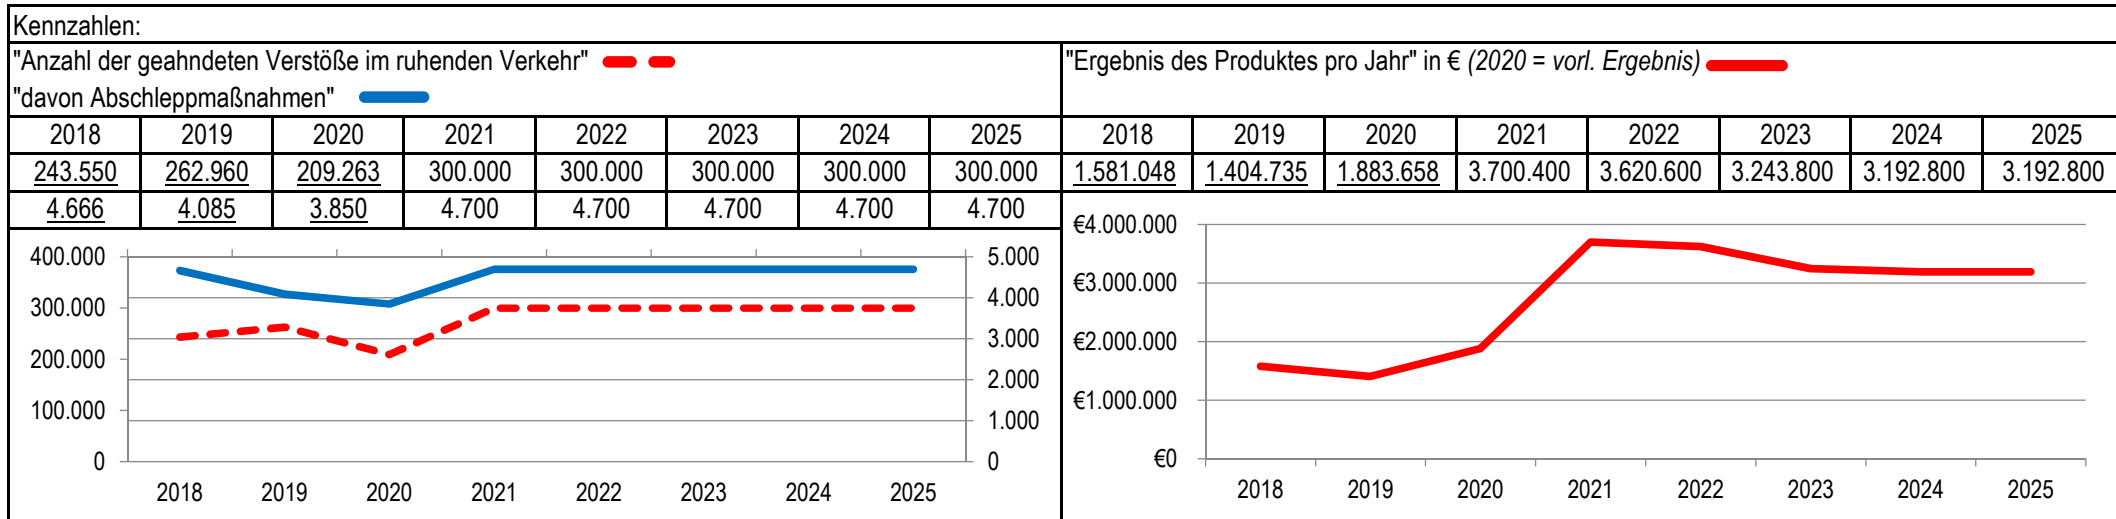 Kennzahlen:
"Anzahl der geahndeten Verstöße im ruhenden Verkehr"
"davon Abschleppmaßnahmen"
"Ergebnis des Produktes pro Jahr" in € (2020 = vorl. Ergebnis)
2018 2019 2020 2021 2022 2023 2024 2025
243.550 262.960 209.263 300.000 300.000 300.000 300.000 300.000
4.666 4.085 3.850 4.700 4.700 4.700 4.700 4.700
2018 2019 2020 2021 2022 2023 2024 2025
1.581.048 1.404.735 1.883.658 3.700.400 3.620.600 3.243.800 3.192.800 3.192.800
400.000
300.000
200.000
100.000
0
5.000
4.000
3.000
2.000
1.000
0
2018 2019 2020 2021 2022 2023 2024 2025
€4.000.000
€3.000.000
€2.000.000
€1.000.000
€0
2018 2019 2020 2021 2022 2023 2024 2025